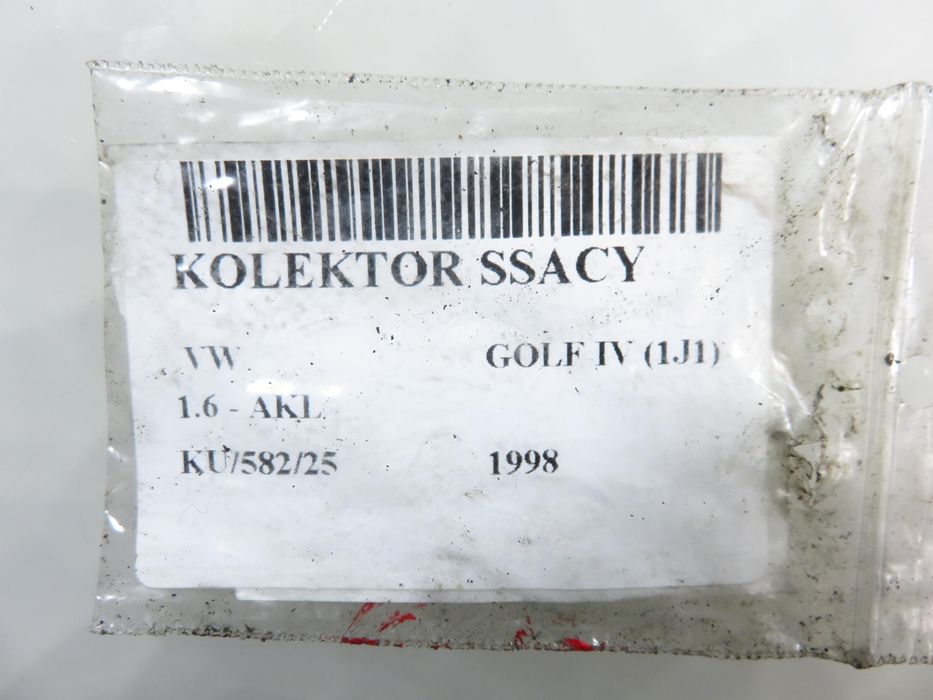 KOLEKTOR SSACY
VW GOLF IV (1J1)
1.6 - AKL
KU/582/25 1998